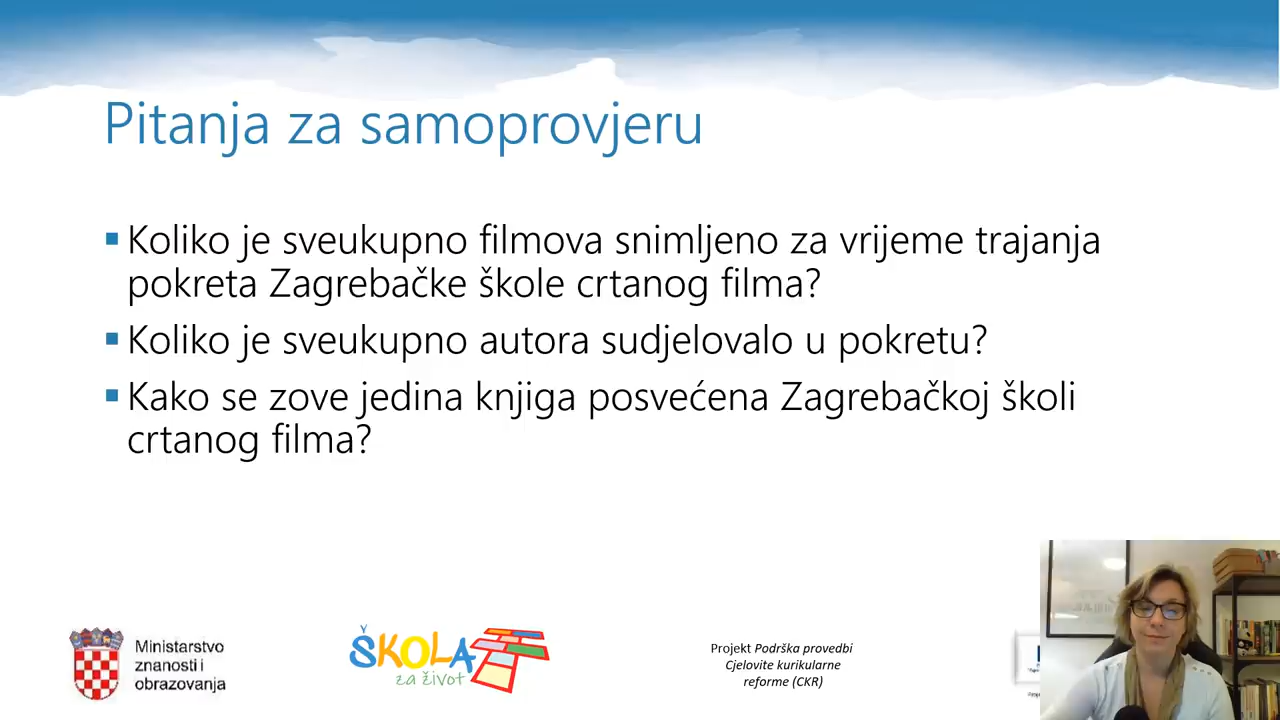 Pitanja za samoprovjeru
Koliko je sveukupno filmova snimljeno za vrijeme trajanja
pokreta Zagrebačke škole crtanog filma?
Koliko je sveukupno autora sudjelovalo u pokretu?
Kako se zove jedina knjiga posvećena Zagrebačkoj školi
crtanog filma?
Ministarstvo
znanosti i
obrazovanja
ŠKOLA
za život
Projekt Podrška provedbi
Cjelovite kurikularne
reforme (CKR)